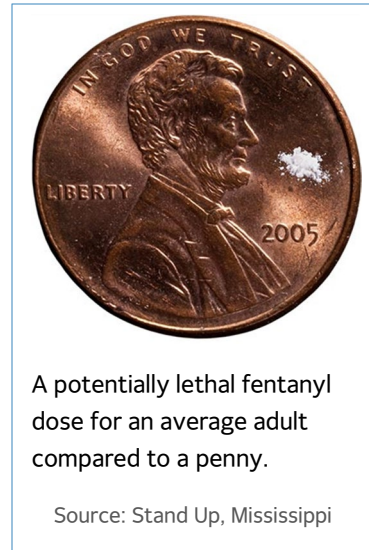 IN GOD WE TRUST
LIBERTY
2005
A potentially lethal fentanyl
dose for an average adult
compared to a penny.
Source: Stand Up, Mississippi